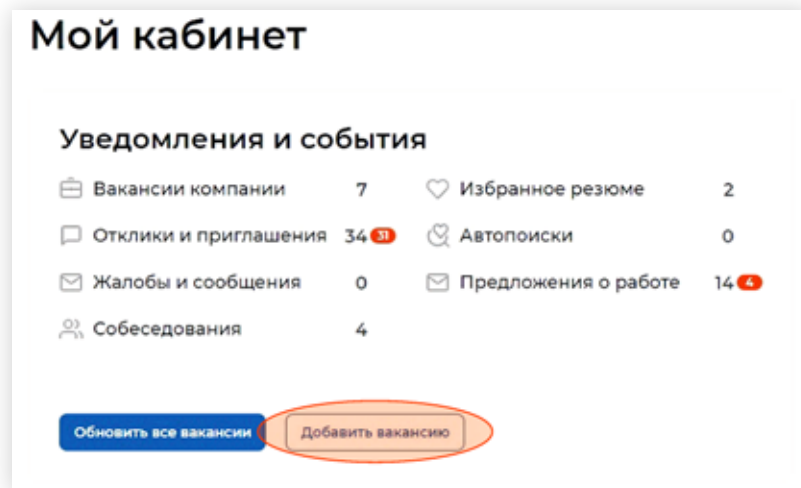 Мой кабинет
Уведомления и события
Вакансии компании 7 Избранное резюме 2
Отклики и приглашения 34 31 Автопоиски 0
Жалобы и сообщения 0 Предложения о работе 14 4
Собеседования 4
Обновить все вакансии Добавить вакансию